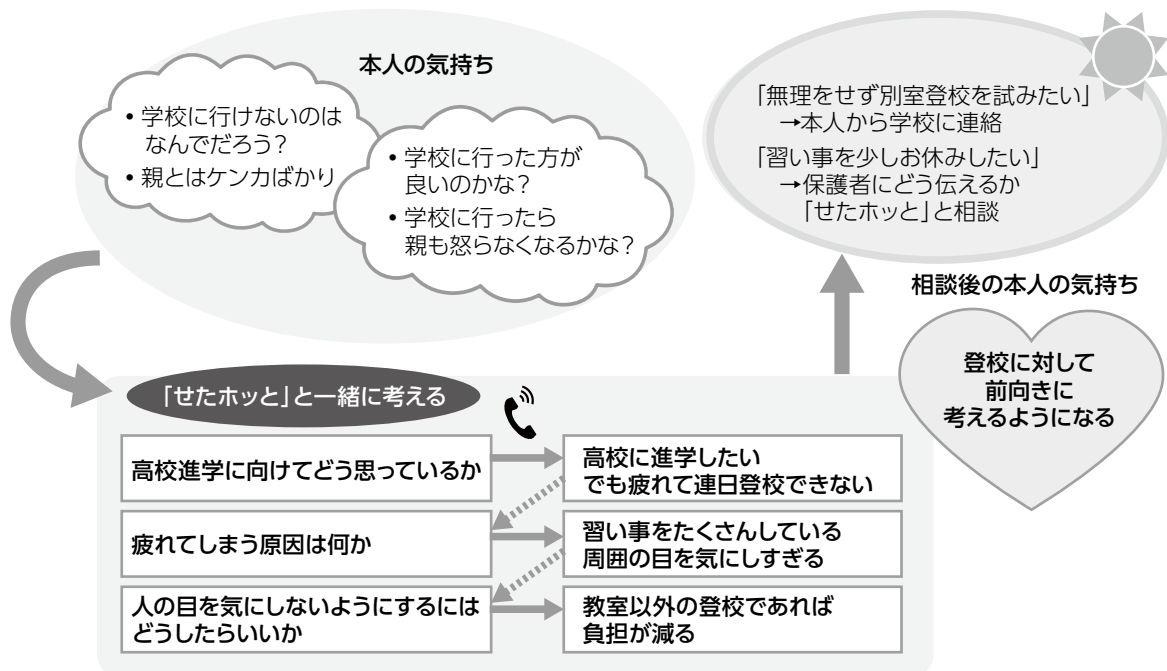 本人の気持ち
• 学校に行けないのは
なんでだろう？
• 親とはケンカばかり
• 学校に行った方が
良いのかな？
• 学校に行ったら
親も怒らなくなるかな？
「せたホッと」と一緒に考える
高校進学に向けてどう思っているか
高校に進学したい
でも疲れて連日登校できない
疲れてしまう原因は何か
習い事をたくさんしている
周囲の目を気にしすぎる
人の目を気にしないようにするには
どうしたらいいか
教室以外の登校であれば
負担が減る
「無理をせず別室登校を試みたい」
→本人から学校に連絡
「習い事を少しお休みしたい」
→保護者にどう伝えるか
「せたホッと」と相談
相談後の本人の気持ち
登校に対して
前向きに
考えるようになる